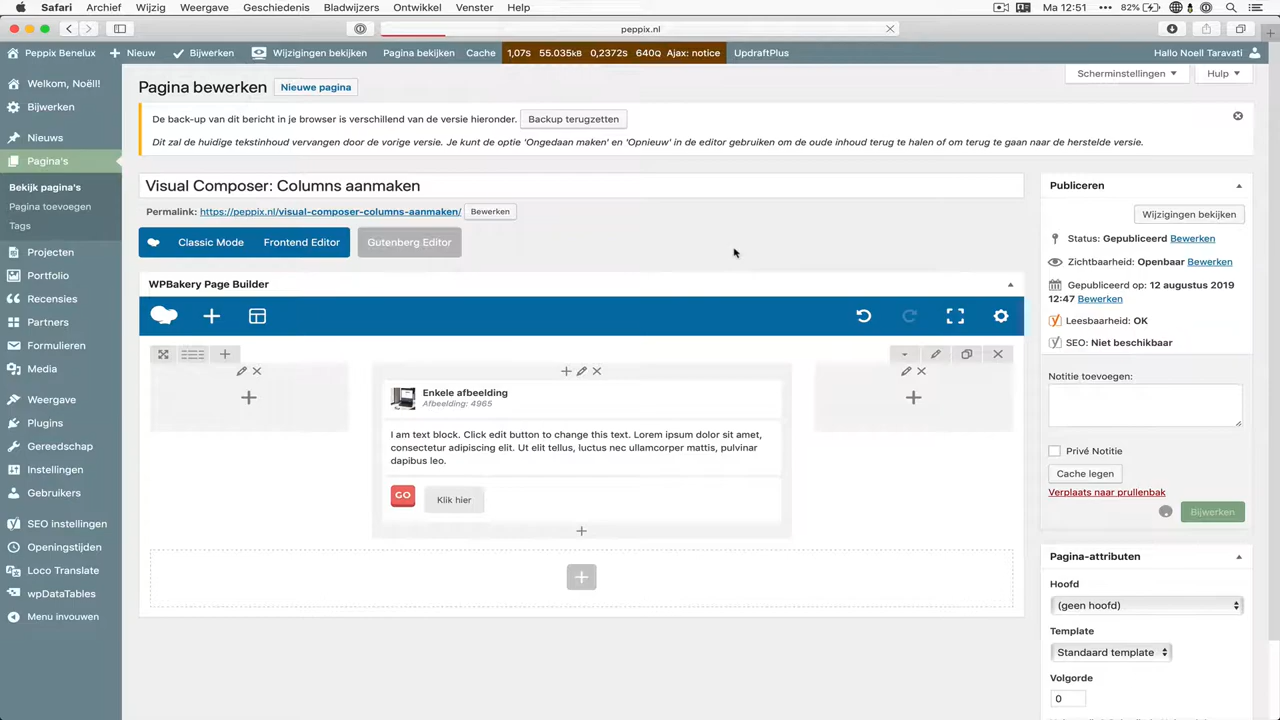 Safari Archief Wijzig Weergave Geschiedenis Bladwijzers Ontwikkel Venster Help
Ma 12:51 82%
peppix.nl
Peppix Benelux Nieuw Bijwerken Wijzigingen bekijken Pagina bekijken Cache 1,07s 55.035kB 0,2372s 640Q Ajax: notice UpdraftPlus
Hallo Noell Taravati
Welkom, Noëll!
Bijwerken
Nieuws
Pagina's
Bekijk pagina's
Pagina toevoegen
Tags
Projecten
Portfolio
Recensies
Partners
Formulieren
Media
Weergave
Plugins
Gereedschap
Instellingen
Gebruikers
SEO instellingen
Openingstijden
Loco Translate
wpDataTables
Menu invouwen
Scherminstellingen
Hulp
Pagina bewerken
Nieuwe pagina
De back-up van dit bericht in je browser is verschillend van de versie hieronder. Backup terugzetten
Dit zal de huidige tekstinhoud vervangen door de vorige versie. Je kunt de optie 'Ongedaan maken' en 'Opnieuw' in de editor gebruiken om de oude inhoud terug te halen of om terug te gaan naar de herstelde versie.
Visual Composer: Columns aanmaken
Permalink: https://peppix.nl/visual-composer-columns-aanmaken/ Bewerken
Classic Mode Frontend Editor Gutenberg Editor
WPBakery Page Builder
Enkele afbeelding
Afbeelding: 4965
I am text block. Click edit button to change this text. Lorem ipsum dolor sit amet,
consectetur adipiscing elit. Ut elit tellus, luctus nec ullamcorper mattis, pulvinar
dapibus leo.
GO
Klik hier
Publiceren
Wijzigingen bekijken
Status: Gepubliceerd Bewerken
Zichtbaarheid: Openbaar Bewerken
Gepubliceerd op: 12 augustus 2019
12:47 Bewerken
Leesbaarheid: OK
SEO: Niet beschikbaar
Notitie toevoegen:
Privé Notitie
Cache legen
Verplaats naar prullenbak
Bijwerken
Pagina-attributen
Hoofd
(geen hoofd)
Template
Standaard template
Volgorde
0